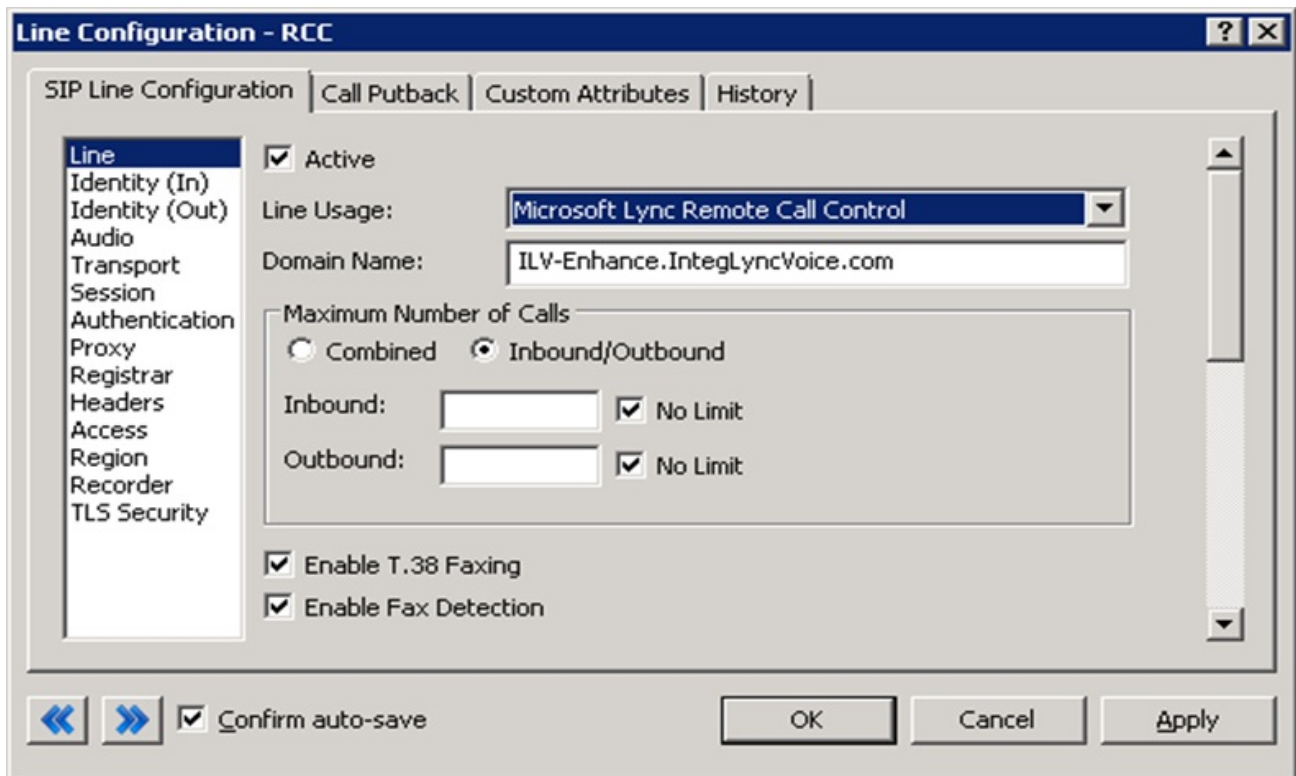 Line Configuration - RCC
SIP Line Configuration
Call Putback
Custom Attributes
History
Line
Identity (In)
Identity (Out)
Audio
Transport
Session
Authentication
Proxy
Registrar
Headers
Access
Region
Recorder
TLS Security
Active
Line Usage: Microsoft Lync Remote Call Control
Domain Name: ILV-Enhance.IntegLyncVoice.com
Maximum Number of Calls
Combined Inbound/Outbound
Inbound: No Limit
Outbound: No Limit
Enable T.38 Faxing
Enable Fax Detection
Confirm auto-save
OK
Cancel
Apply